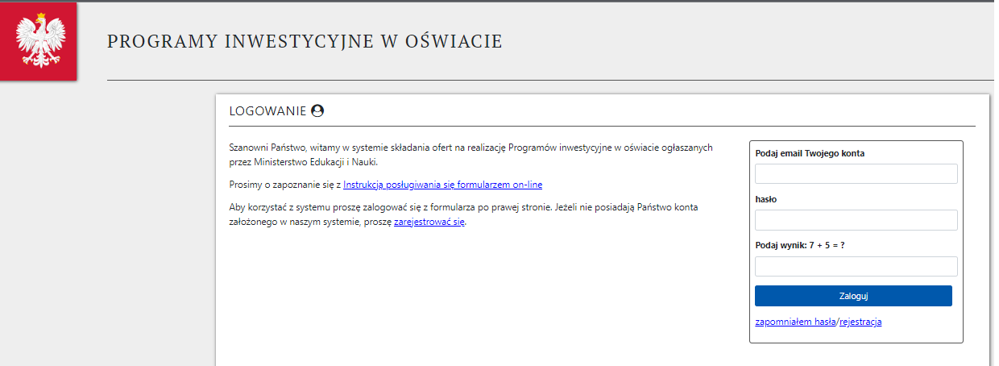 PROGRAMY INWESTYCYJNE W OŚWIACIE
LOGOWANIE
Szanowni Państwo, witamy w systemie składania ofert na realizację Programów inwestycyjne w oświacie ogłaszanych
przez Ministerstwo Edukacji i Nauki.
Prosimy o zapoznanie się z Instrukcją posługiwania się formularzem on-line
Aby korzystać z systemu proszę zalogować się z formularza po prawej stronie. Jeżeli nie posiadają Państwo konta
założonego w naszym systemie, proszę zarejestrować się.
Podaj email Twojego konta
hasło
Podaj wynik: 7 + 5 = ?
Zaloguj
zapomniałem hasła/rejestracja